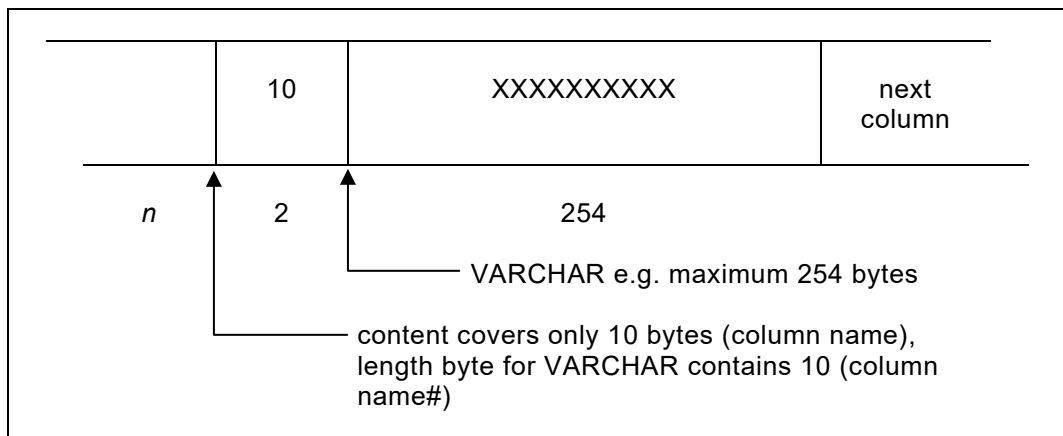 10 XXXXXXXXXX next
column
n 2 254
VARCHAR e.g. maximum 254 bytes
content covers only 10 bytes (column name),
length byte for VARCHAR contains 10 (column
name#)